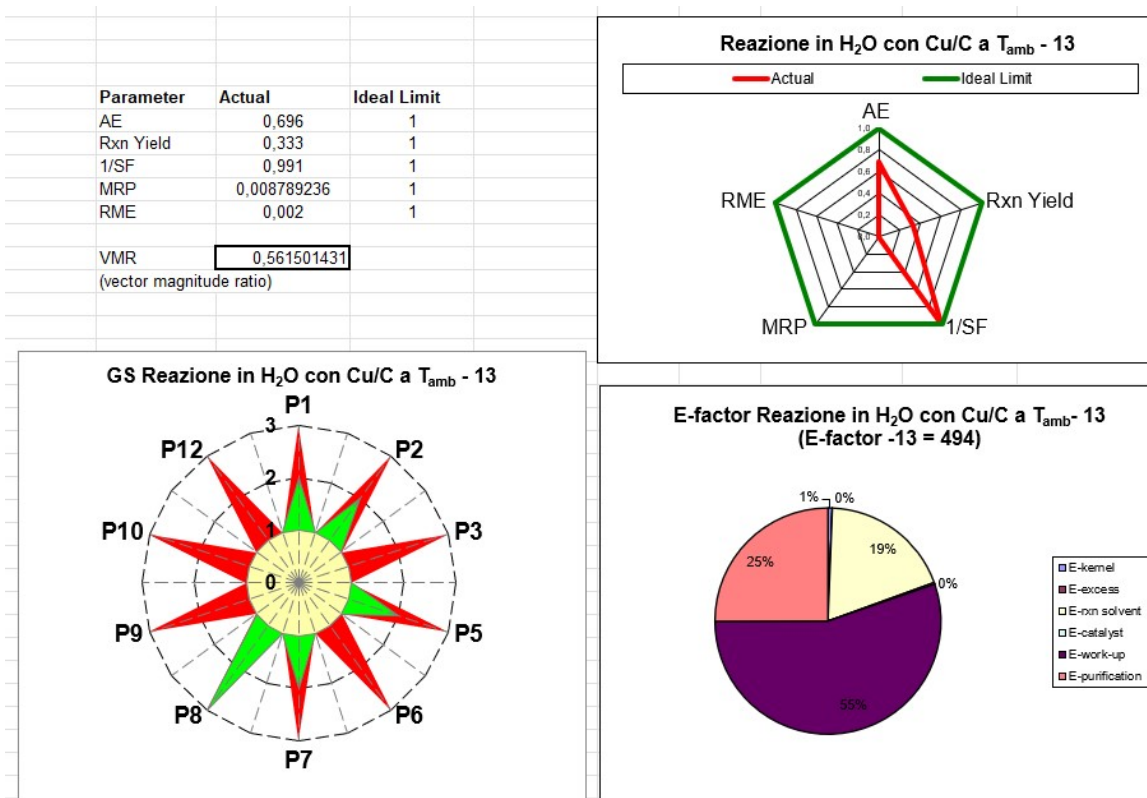 Parameter Actual Ideal Limit
AE 0,696 1
Rxn Yield 0,333 1
1/SF 0,991 1
MRP 0,008789236 1
RME 0,002 1
VMR 0,561501431
(vector magnitude ratio)
Reazione in H₂O con Cu/C a Tamb - 13
Actual Ideal Limit
AE
1,0
0,8
0,6
0,4
0,2
0,0
RME
Rxn Yield
MRP
1/SF
GS Reazione in H₂O con Cu/C a Tamb - 13
P1
3
P12
P2
2
P10
1
P3
0
P9
P5
P8
P6
P7
E-factor Reazione in H₂O con Cu/C a Tamb- 13
(E-factor -13 = 494)
1% 0%
19%
25%
0%
55%
E-kernel
E-excess
E-rxn solvent
E-catalyst
E-work-up
E-purification